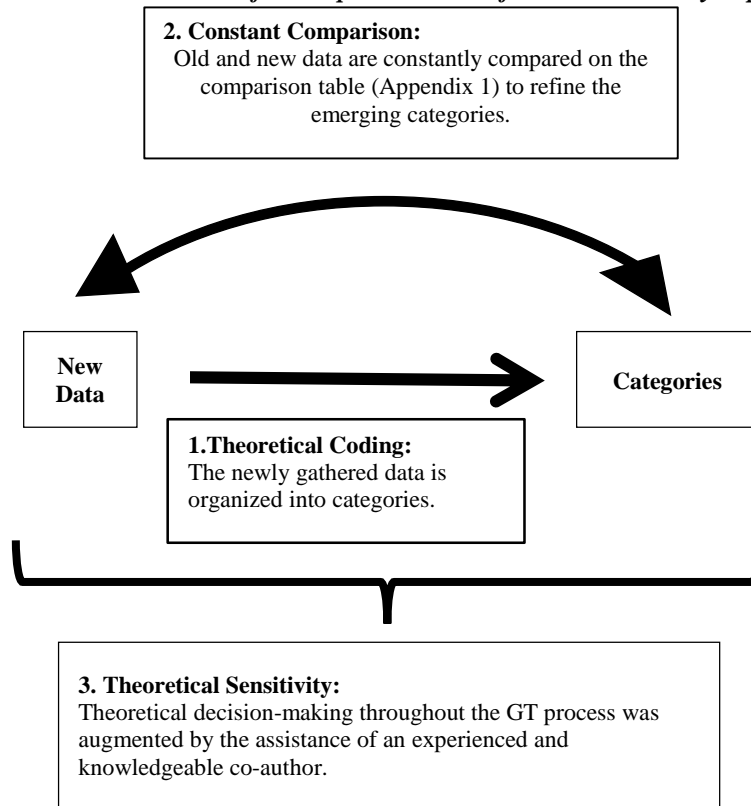 2. Constant Comparison:
Old and new data are constantly compared on the
comparison table (Appendix 1) to refine the
emerging categories.
New
Data
Categories
1.Theoretical Coding:
The newly gathered data is
organized into categories.
3. Theoretical Sensitivity:
Theoretical decision-making throughout the GT process was
augmented by the assistance of an experienced and
knowledgeable co-author.